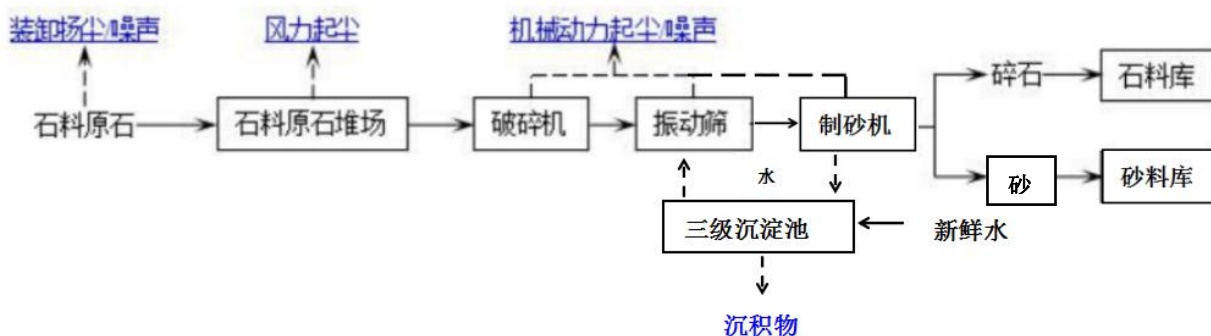 装卸扬尘/噪声
风力起尘
机械动力起尘/噪声
石料原石
石料原石堆场
破碎机
振动筛
制砂机
碎石
石料库
砂
砂料库
水
三级沉淀池
新鲜水
沉积物